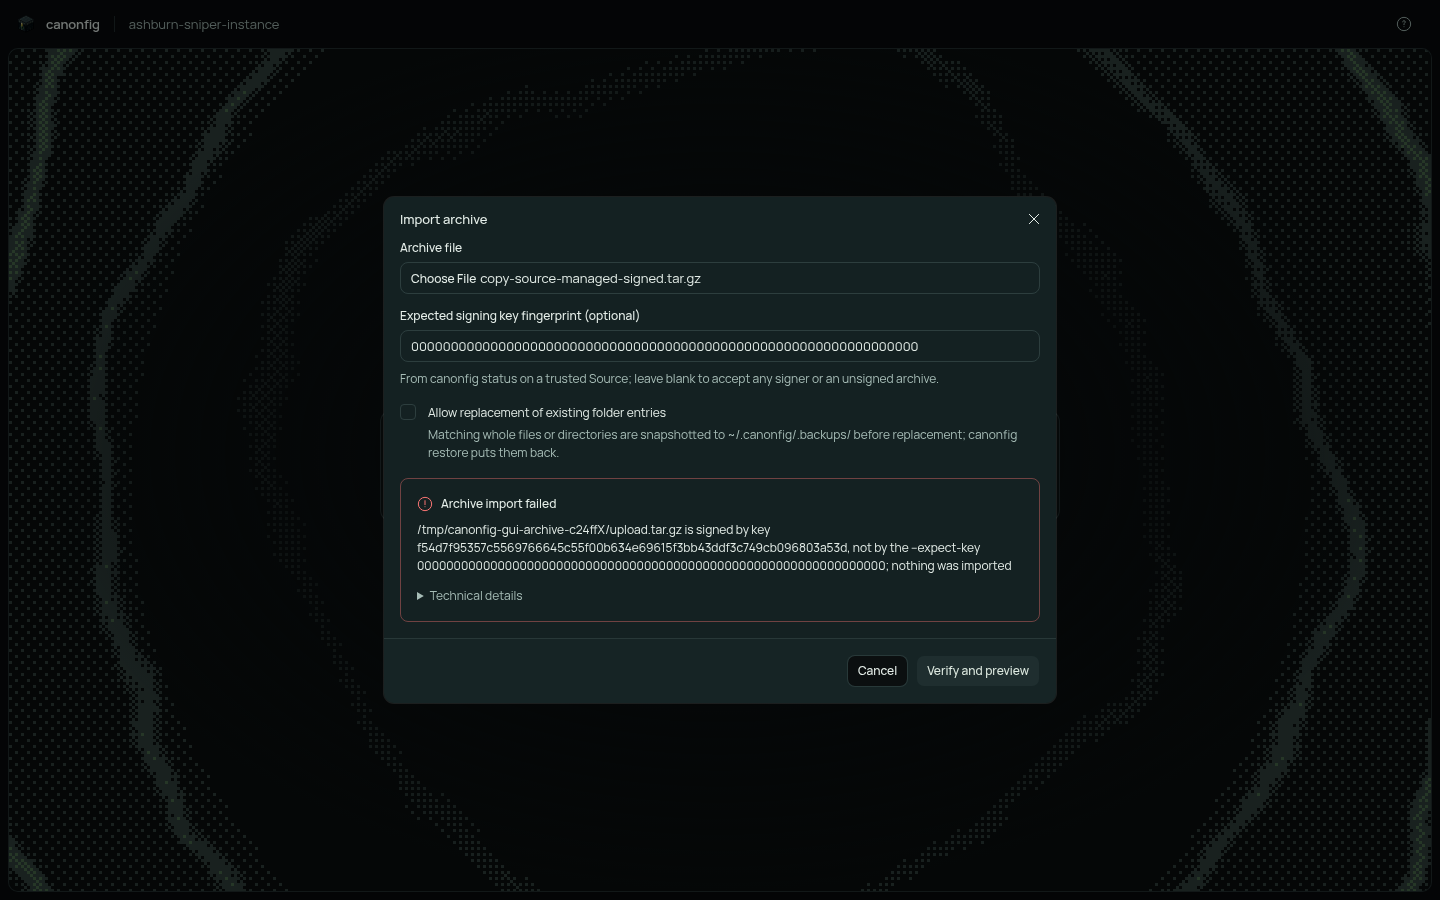 canonfig
ashburn-sniper-instance
Import archive
Archive file
Choose File copy-source-managed-signed.tar.gz
Expected signing key fingerprint (optional)
0000000000000000000000000000000000000000000000000000000000000000
From canonfig status on a trusted Source; leave blank to accept any signer or an unsigned archive.
Allow replacement of existing folder entries
Matching whole files or directories are snapshotted to ~/.canonfig/.backups/ before replacement; canonfig
restore puts them back.
Archive import failed
/tmp/canonfig-gui-archive-c24ffX/upload.tar.gz is signed by key
f54d7f95357c5569766645c55f00b634e69615f3bb43ddf3c749cb096803a53d, not by the --expect-key
0000000000000000000000000000000000000000000000000000000000000000; nothing was imported
Technical details
Cancel
Verify and preview